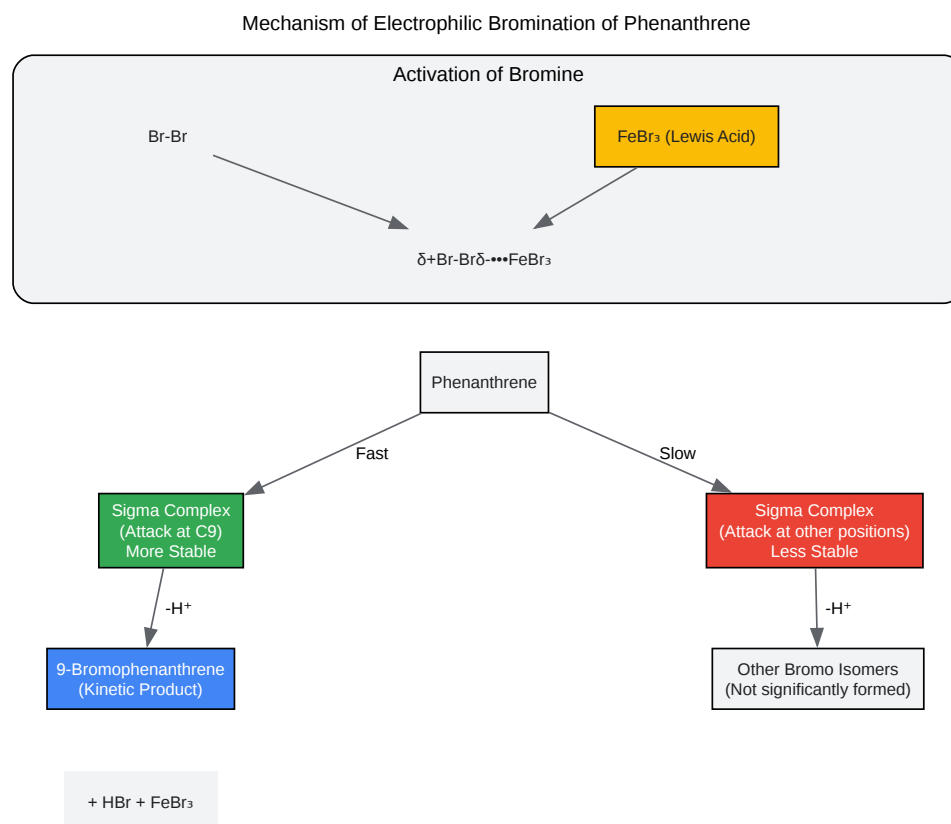 Mechanism of Electrophilic Bromination of Phenanthrene
Activation of Bromine
Br-Br
FeBr₃ (Lewis Acid)
δ+Br-Brδ-•••FeBr₃
Phenanthrene
Fast
Slow
Sigma Complex
(Attack at C9)
More Stable
Sigma Complex
(Attack at other positions)
Less Stable
-H⁺
-H⁺
9-Bromophenanthrene
(Kinetic Product)
Other Bromo Isomers
(Not significantly formed)
+ HBr + FeBr₃